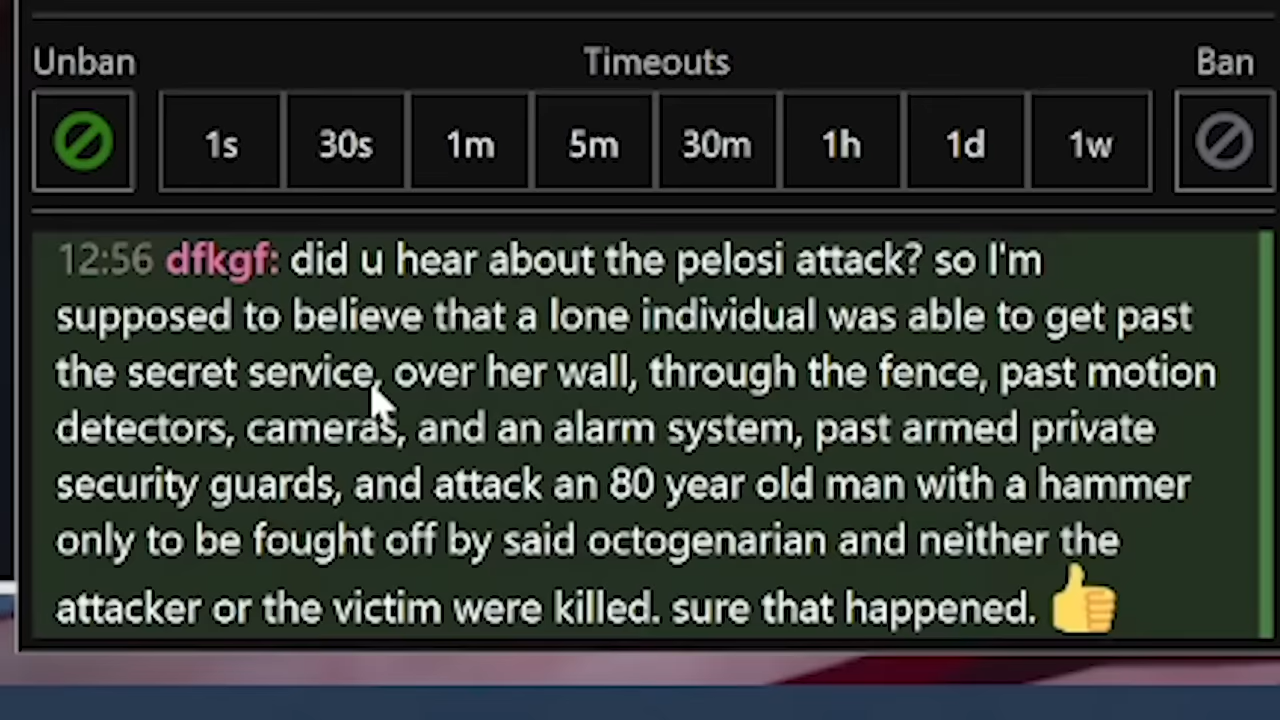 Unban Timeouts Ban
1s 30s 1m 5m 30m 1h 1d 1w
12:56 dfkgf: did u hear about the pelosi attack? so I'm
supposed to believe that a lone individual was able to get past
the secret service, over her wall, through the fence, past motion
detectors, cameras, and an alarm system, past armed private
security guards, and attack an 80 year old man with a hammer
only to be fought off by said octogenarian and neither the
attacker or the victim were killed. sure that happened. 👍